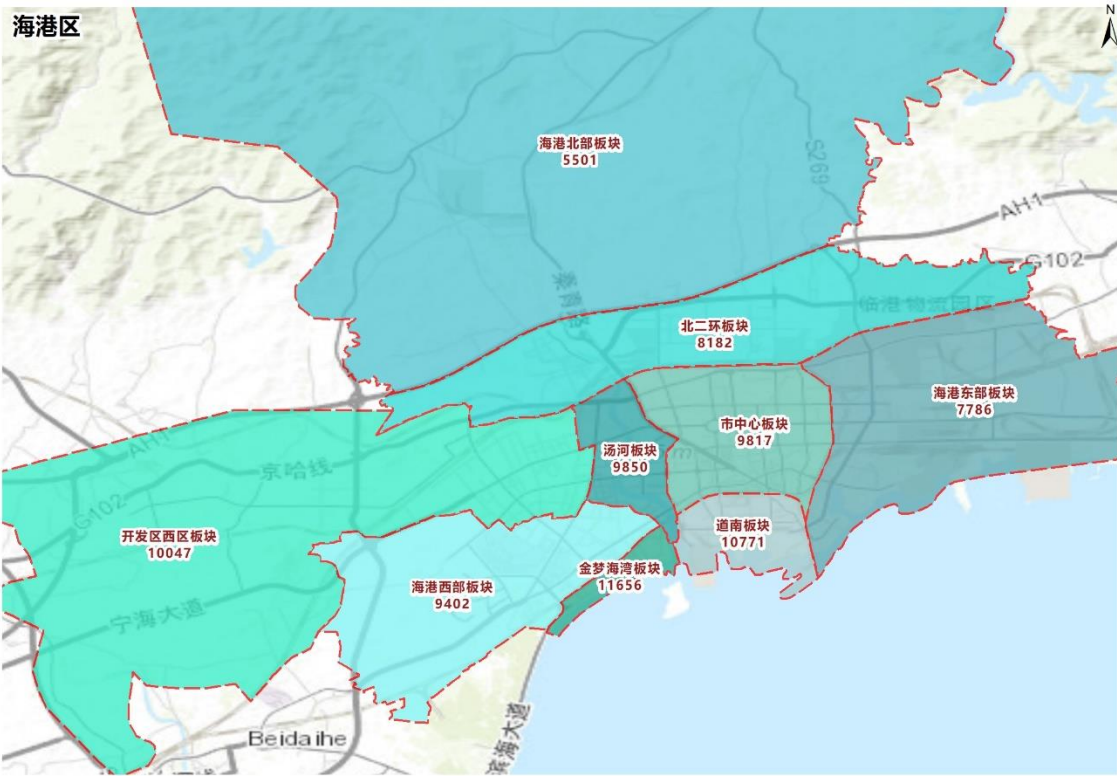 海港区
N
海港北部板块
5501
S269
AH1
G102
秦青路
临港物流园区
北二环板块
8182
海港东部板块
7786
市中心板块
9817
汤河板块
9850
AH1
京哈线
G102
开发区西区板块
10047
道南板块
10771
金梦海湾板块
11656
海港西部板块
9402
宁海大道
Beidaihe
滨海大道